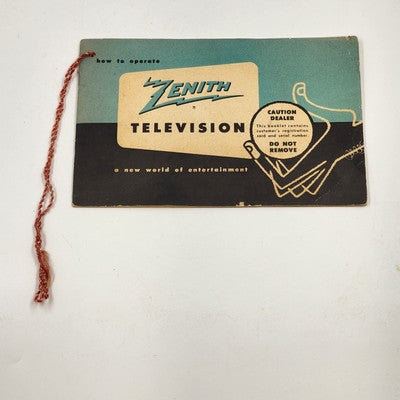 how to operate
ZENITH
TELEVISION
CAUTION
DEALER
This booklet contains
customer's registration
card and serial number
DO NOT
REMOVE
a new world of entertainment